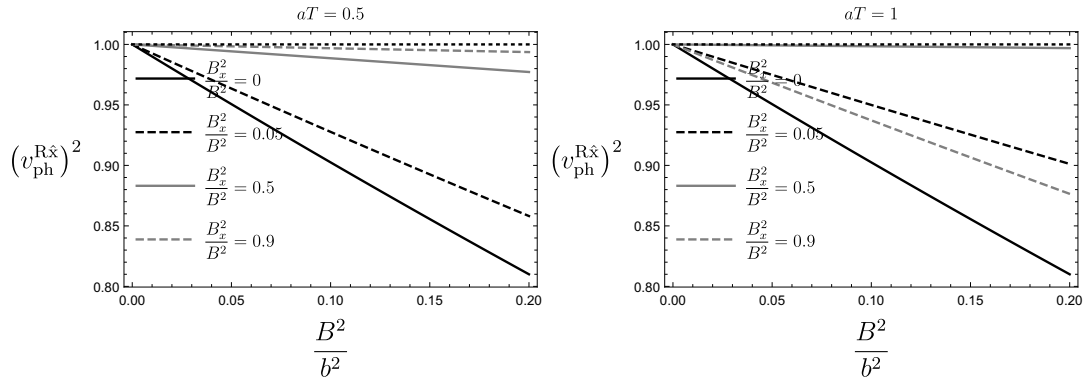 aT = 0.5
(v_ph^Rx̂)^2
1.00
0.95
0.90
0.85
0.80
B_x^2/B^2 = 0
B_x^2/B^2 = 0.05
B_x^2/B^2 = 0.5
B_x^2/B^2 = 0.9
0.00 0.05 0.10 0.15 0.20
B^2/b^2
aT = 1
(v_ph^Rx̂)^2
1.00
0.95
0.90
0.85
0.80
B_x^2/B^2 = 0
B_x^2/B^2 = 0.05
B_x^2/B^2 = 0.5
B_x^2/B^2 = 0.9
0.00 0.05 0.10 0.15 0.20
B^2/b^2